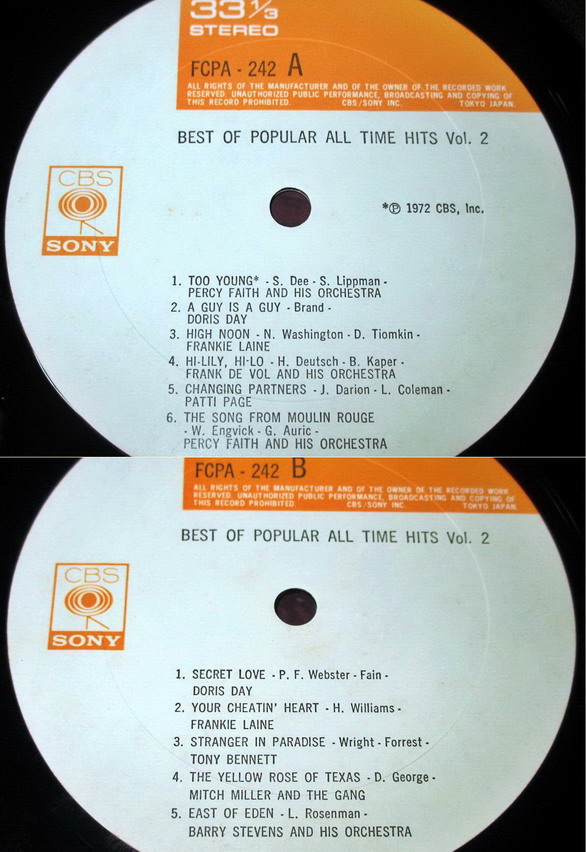 33 1/3
STEREO
FCPA - 242 A
ALL RIGHTS OF THE MANUFACTURER AND OF THE OWNER OF THE RECORDED WORK
RESERVED. UNAUTHORIZED PUBLIC PERFORMANCE, BROADCASTING AND COPYING OF
THIS RECORD PROHIBITED. CBS/SONY INC. TOKYO JAPAN.
BEST OF POPULAR ALL TIME HITS Vol. 2
CBS
SONY
*℗ 1972 CBS, Inc.
1. TOO YOUNG* - S. Dee - S. Lippman -
PERCY FAITH AND HIS ORCHESTRA
2. A GUY IS A GUY - Brand -
DORIS DAY
3. HIGH NOON - N. Washington - D. Tiomkin -
FRANKIE LAINE
4. HI-LILY, HI-LO - H. Deutsch - B. Kaper -
FRANK DE VOL AND HIS ORCHESTRA
5. CHANGING PARTNERS - J. Darion - L. Coleman -
PATTI PAGE
6. THE SONG FROM MOULIN ROUGE
- W. Engvick - G. Auric -
PERCY FAITH AND HIS ORCHESTRA
FCPA - 242 B
ALL RIGHTS OF THE MANUFACTURER AND OF THE OWNER OF THE RECORDED WORK
RESERVED. UNAUTHORIZED PUBLIC PERFORMANCE, BROADCASTING AND COPYING OF
THIS RECORD PROHIBITED. CBS/SONY INC. TOKYO JAPAN.
BEST OF POPULAR ALL TIME HITS Vol. 2
CBS
SONY
1. SECRET LOVE - P. F. Webster - Fain -
DORIS DAY
2. YOUR CHEATIN' HEART - H. Williams -
FRANKIE LAINE
3. STRANGER IN PARADISE - Wright - Forrest -
TONY BENNETT
4. THE YELLOW ROSE OF TEXAS - D. George -
MITCH MILLER AND THE GANG
5. EAST OF EDEN - L. Rosenman -
BARRY STEVENS AND HIS ORCHESTRA